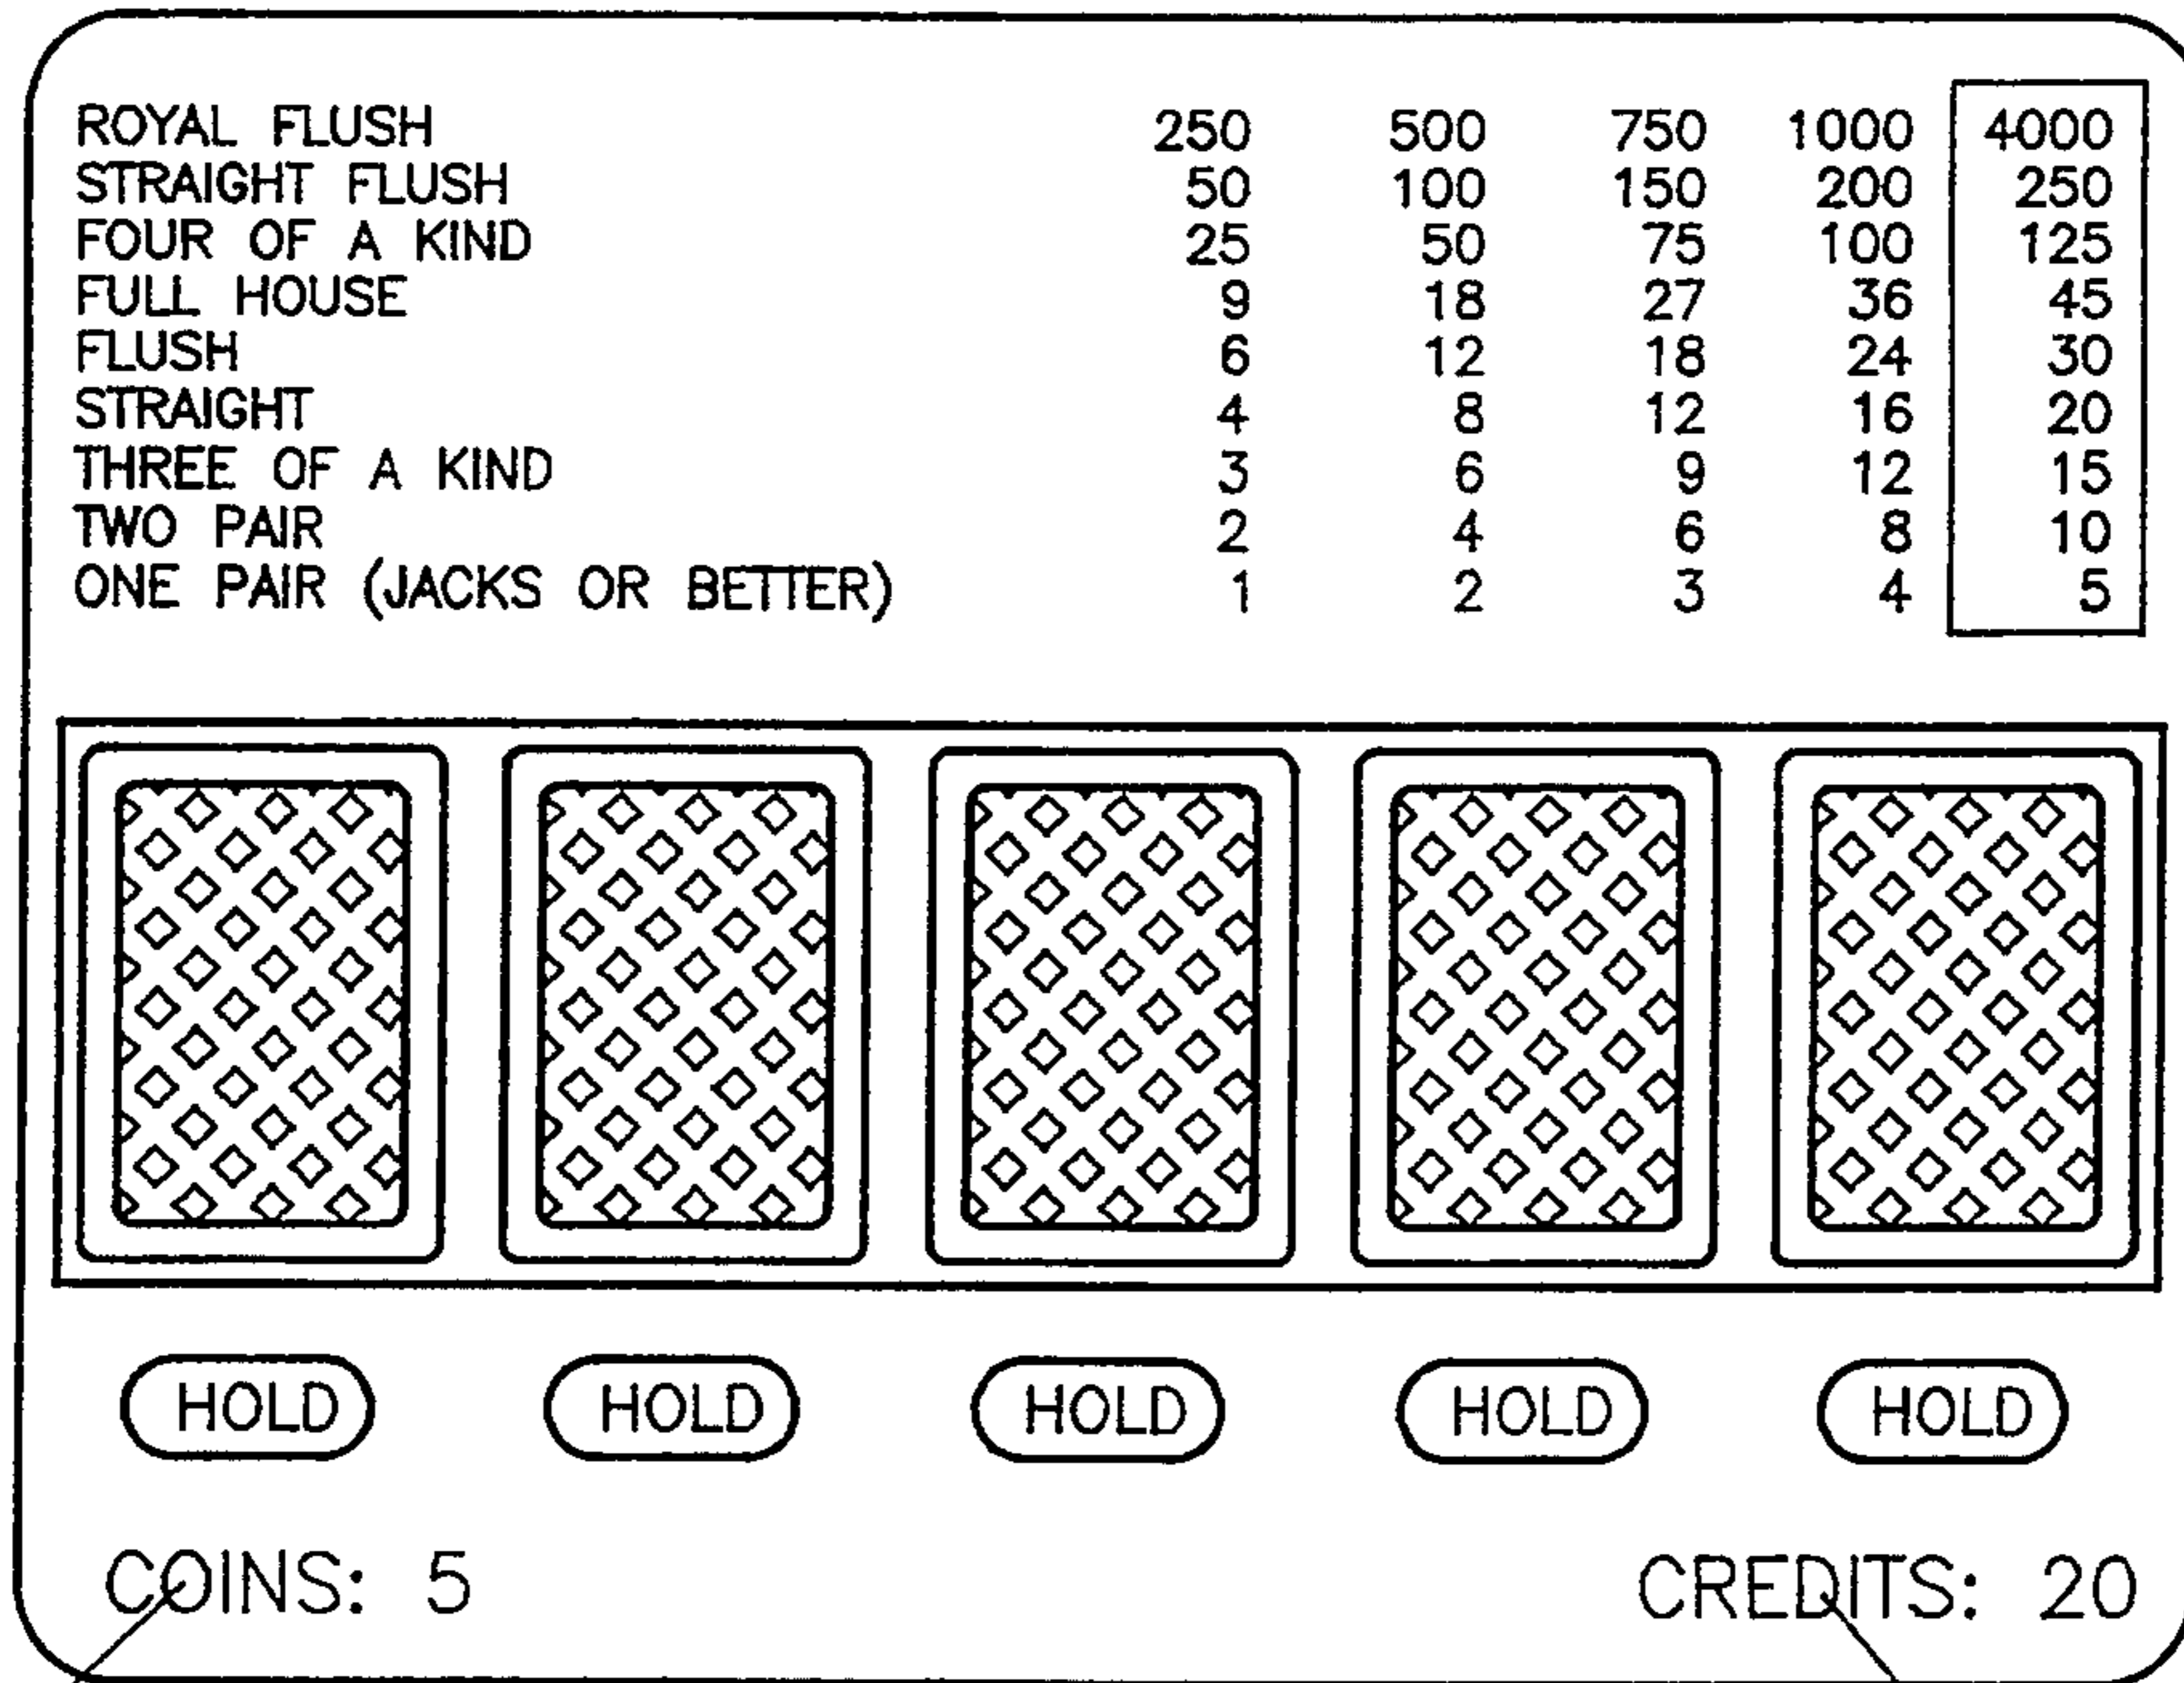 ROYAL FLUSH 250 500 750 1000 4000
STRAIGHT FLUSH 50 100 150 200 250
FOUR OF A KIND 25 50 75 100 125
FULL HOUSE 9 18 27 36 45
FLUSH 6 12 18 24 30
STRAIGHT 4 8 12 16 20
THREE OF A KIND 3 6 9 12 15
TWO PAIR 2 4 6 8 10
ONE PAIR (JACKS OR BETTER) 1 2 3 4 5
HOLD HOLD HOLD HOLD HOLD
COINS: 5 CREDITS: 20